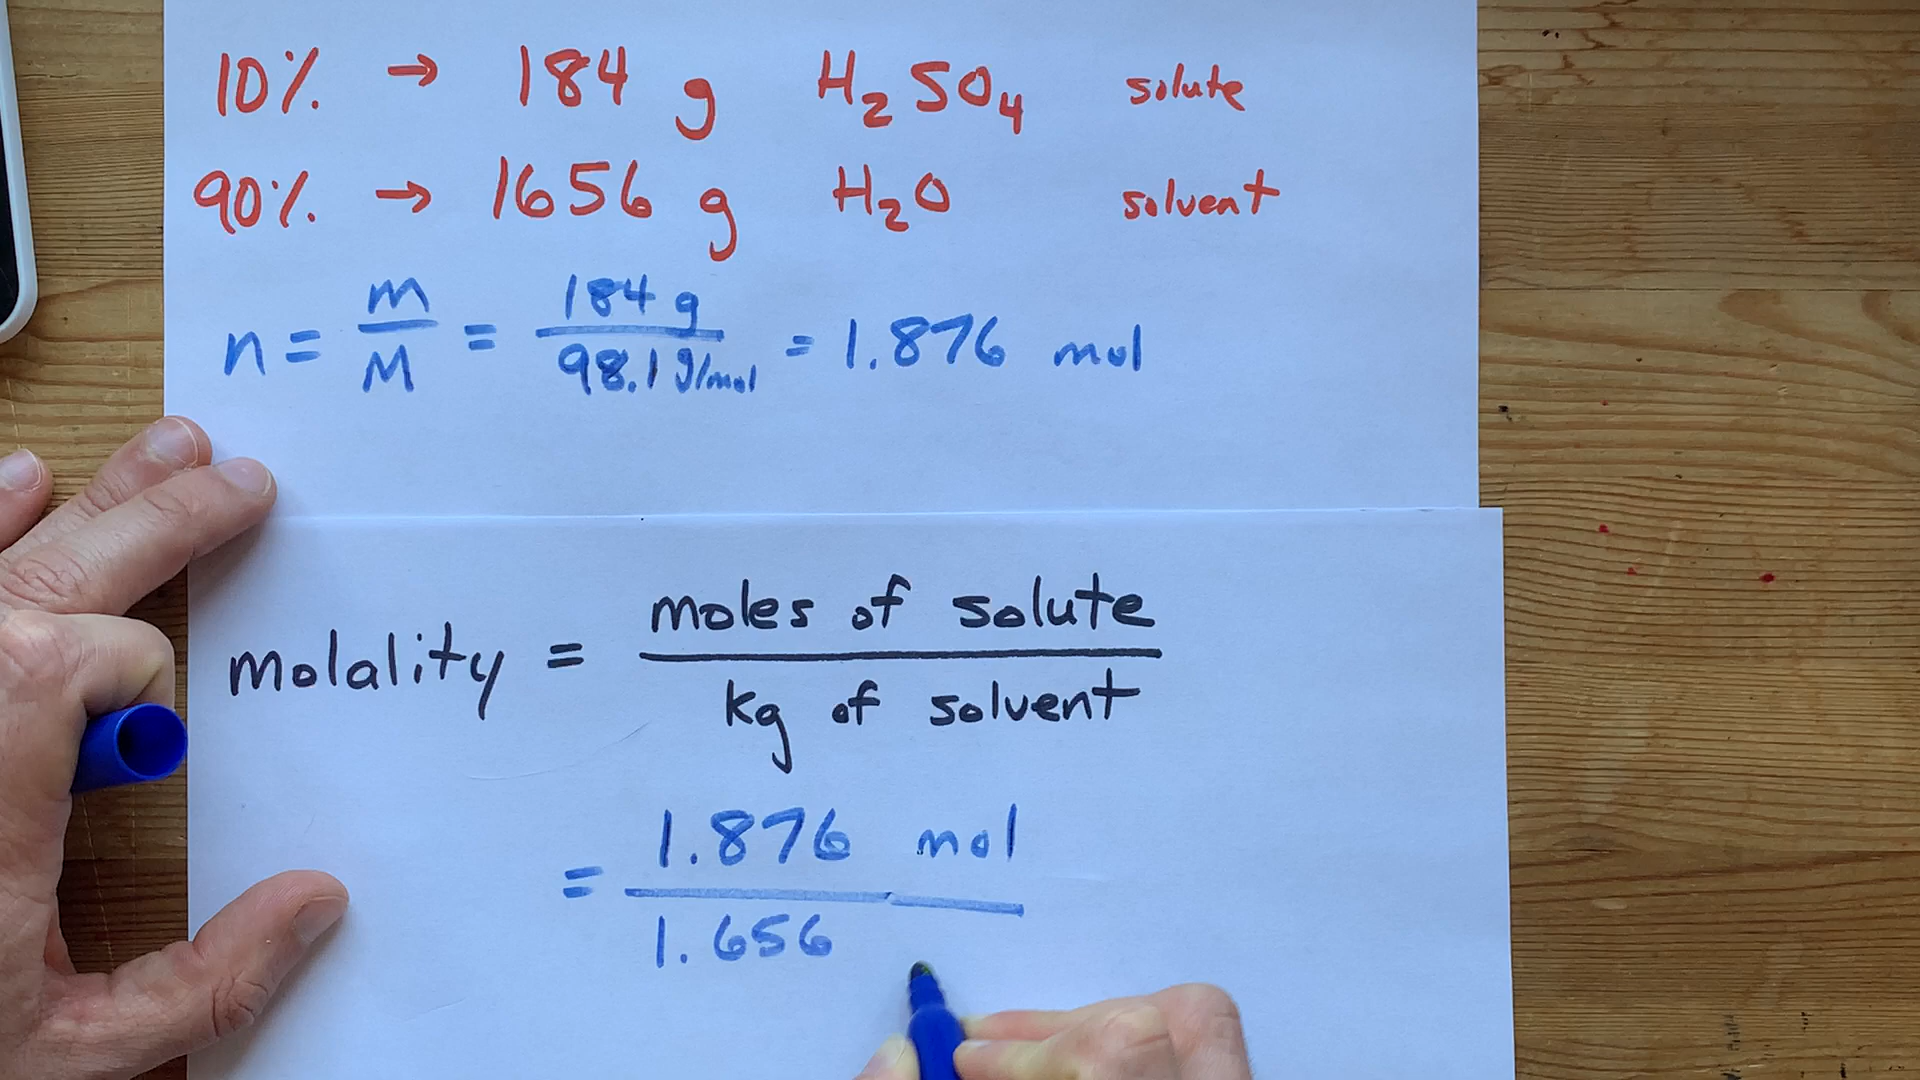 10% → 184 g H₂SO₄ solute
90% → 1656 g H₂O solvent
n = m/M = 184 g / 98.1 g/mol = 1.876 mol
molality = moles of solute / kg of solvent
= 1.876 mol / 1.656